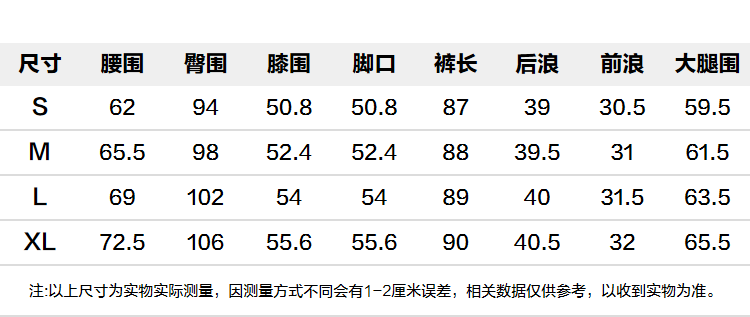 尺寸 腰围 臀围 膝围 脚口 裤长 后浪 前浪 大腿围
S 62 94 50.8 50.8 87 39 30.5 59.5
M 65.5 98 52.4 52.4 88 39.5 31 61.5
L 69 102 54 54 89 40 31.5 63.5
XL 72.5 106 55.6 55.6 90 40.5 32 65.5
注:以上尺寸为实物实际测量，因测量方式不同会有1-2厘米误差，相关数据仅供参考，以收到实物为准。